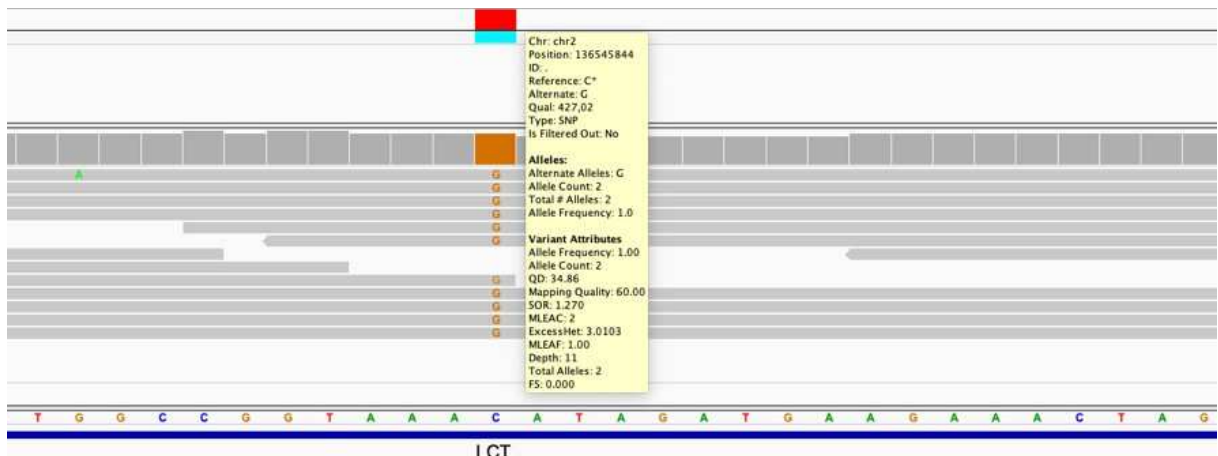 Chr: chr2
Position: 136545844
ID: .
Reference: C*
Alternate: G
Qual: 427,02
Type: SNP
Is Filtered Out: No
Alleles:
Alternate Alleles: G
Allele Count: 2
Total # Alleles: 2
Allele Frequency: 1.0
Variant Attributes
Allele Frequency: 1.00
Allele Count: 2
QD: 34.86
Mapping Quality: 60.00
SOR: 1.270
MLEAC: 2
ExcessHet: 3.0103
MLEAF: 1.00
Depth: 11
Total Alleles: 2
FS: 0.000
A G
G
G
G
G
G
G
G
G
G
G
T G G C C G G T A A A C A T A G A T G A A G A A A C T A G
LCT